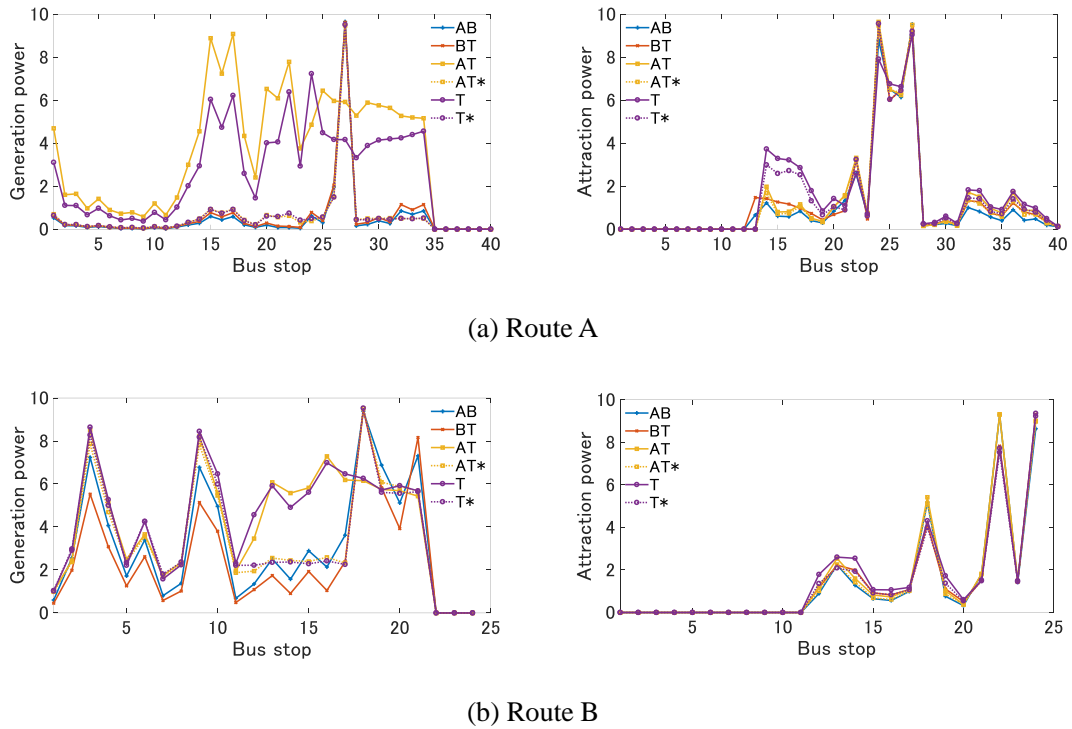 Generation power
10
8
6
4
2
0
5 10 15 20 25 30 35 40
Bus stop
AB
BT
AT
AT*
T
T*
Attraction power
10
8
6
4
2
0
5 10 15 20 25 30 35 40
Bus stop
AB
BT
AT
AT*
T
T*
(a) Route A
Generation power
10
8
6
4
2
0
5 10 15 20 25
Bus stop
AB
BT
AT
AT*
T
T*
Attraction power
10
8
6
4
2
0
5 10 15 20 25
Bus stop
AB
BT
AT
AT*
T
T*
(b) Route B